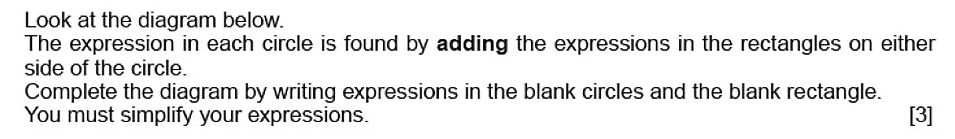 Look at the diagram below.
The expression in each circle is found by adding the expressions in the rectangles on either
side of the circle.
Complete the diagram by writing expressions in the blank circles and the blank rectangle.
You must simplify your expressions. [3]